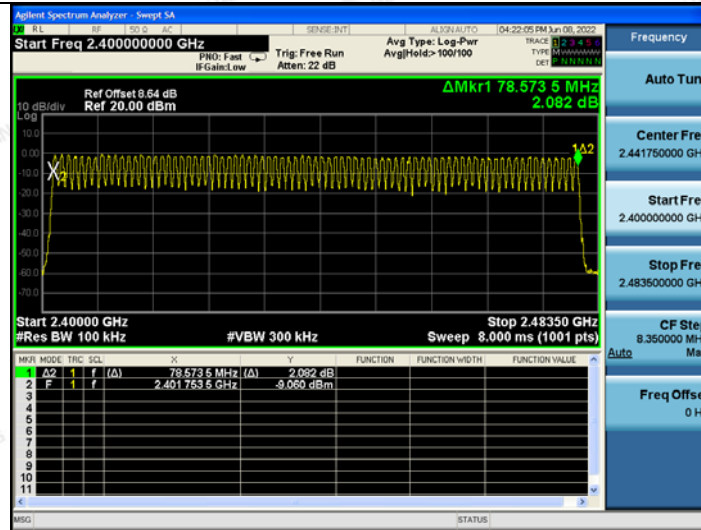 Agilent Spectrum Analyzer - Swept SA
RL RF 50 Ω AC SENSE:INT ALIGN AUTO 04:22:05 PM Jun 08, 2022
Start Freq 2.400000000 GHz
PNO: Fast
IFGain:Low
Trig: Free Run
Atten: 22 dB
Avg Type: Log-Pwr
Avg|Hold:>100/100
TRACE 1 2 3 4 5 6
TYPE M
DET P N N N N N
Ref Offset 8.64 dB
10 dB/div Ref 20.00 dBm
Log
ΔMkr1 78.573 5 MHz
2.082 dB
10.0
0.00
-10.0
-20.0
-30.0
-40.0
-50.0
-60.0
-70.0
1Δ2
2
Start 2.40000 GHz Stop 2.48350 GHz
#Res BW 100 kHz #VBW 300 kHz Sweep 8.000 ms (1001 pts)
MKR MODE TRC SCL X Y FUNCTION FUNCTION WIDTH FUNCTION VALUE
1 Δ2 1 f (Δ) 78.573 5 MHz (Δ) 2.082 dB
2 F 1 f 2.401 753 5 GHz -9.060 dBm
3
4
5
6
7
8
9
10
11
MSG STATUS
Frequency
Auto Tun
Center Fre
2.441750000 GH
Start Fre
2.400000000 GH
Stop Fre
2.483500000 GH
CF Ste
8.350000 MH
Auto Ma
Freq Offse
0 H